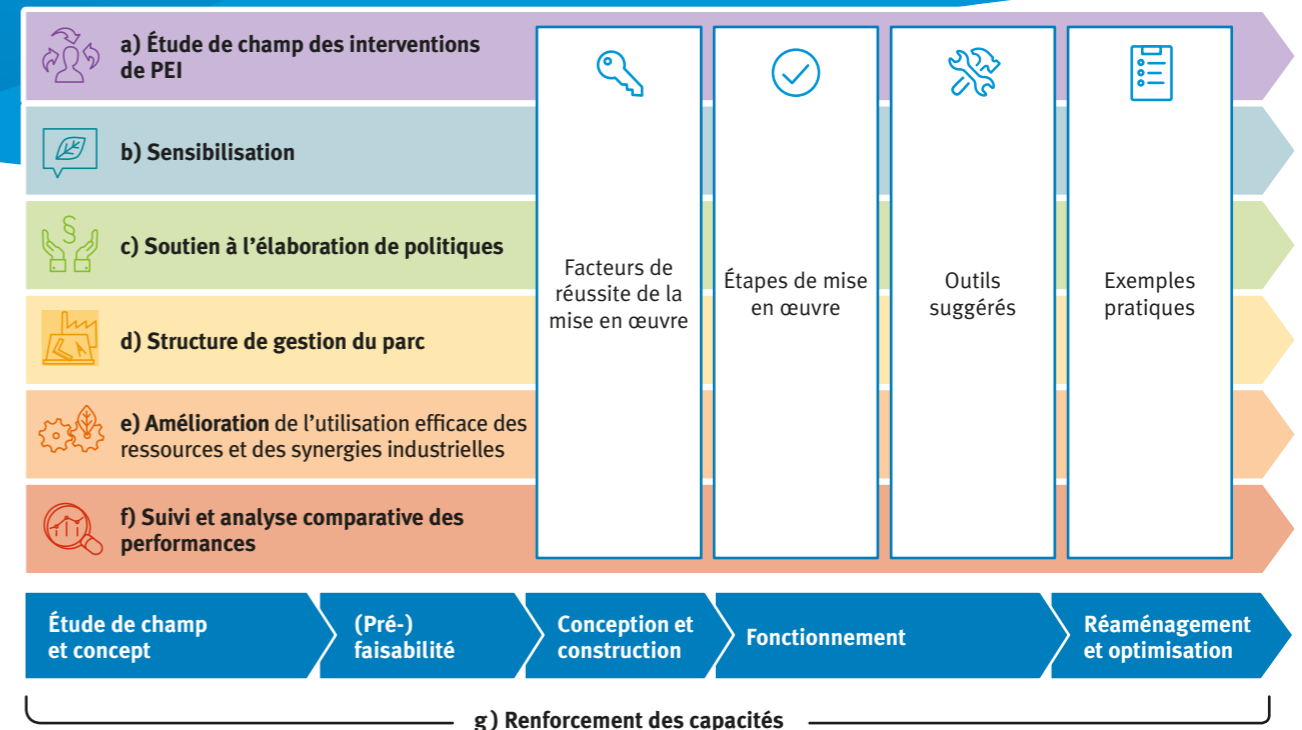 a) Étude de champ des interventions
de PEI
b) Sensibilisation
c) Soutien à l’élaboration de politiques
d) Structure de gestion du parc
e) Amélioration de l’utilisation efficace des
ressources et des synergies industrielles
f) Suivi et analyse comparative des
performances
Facteurs de
réussite de la
mise en œuvre
Étapes de mise
en œuvre
Outils
suggérés
Exemples
pratiques
Étude de champ
et concept
(Pré-)
faisabilité
Conception et
construction
Fonctionnement
Réaménagement
et optimisation
g) Renforcement des capacités